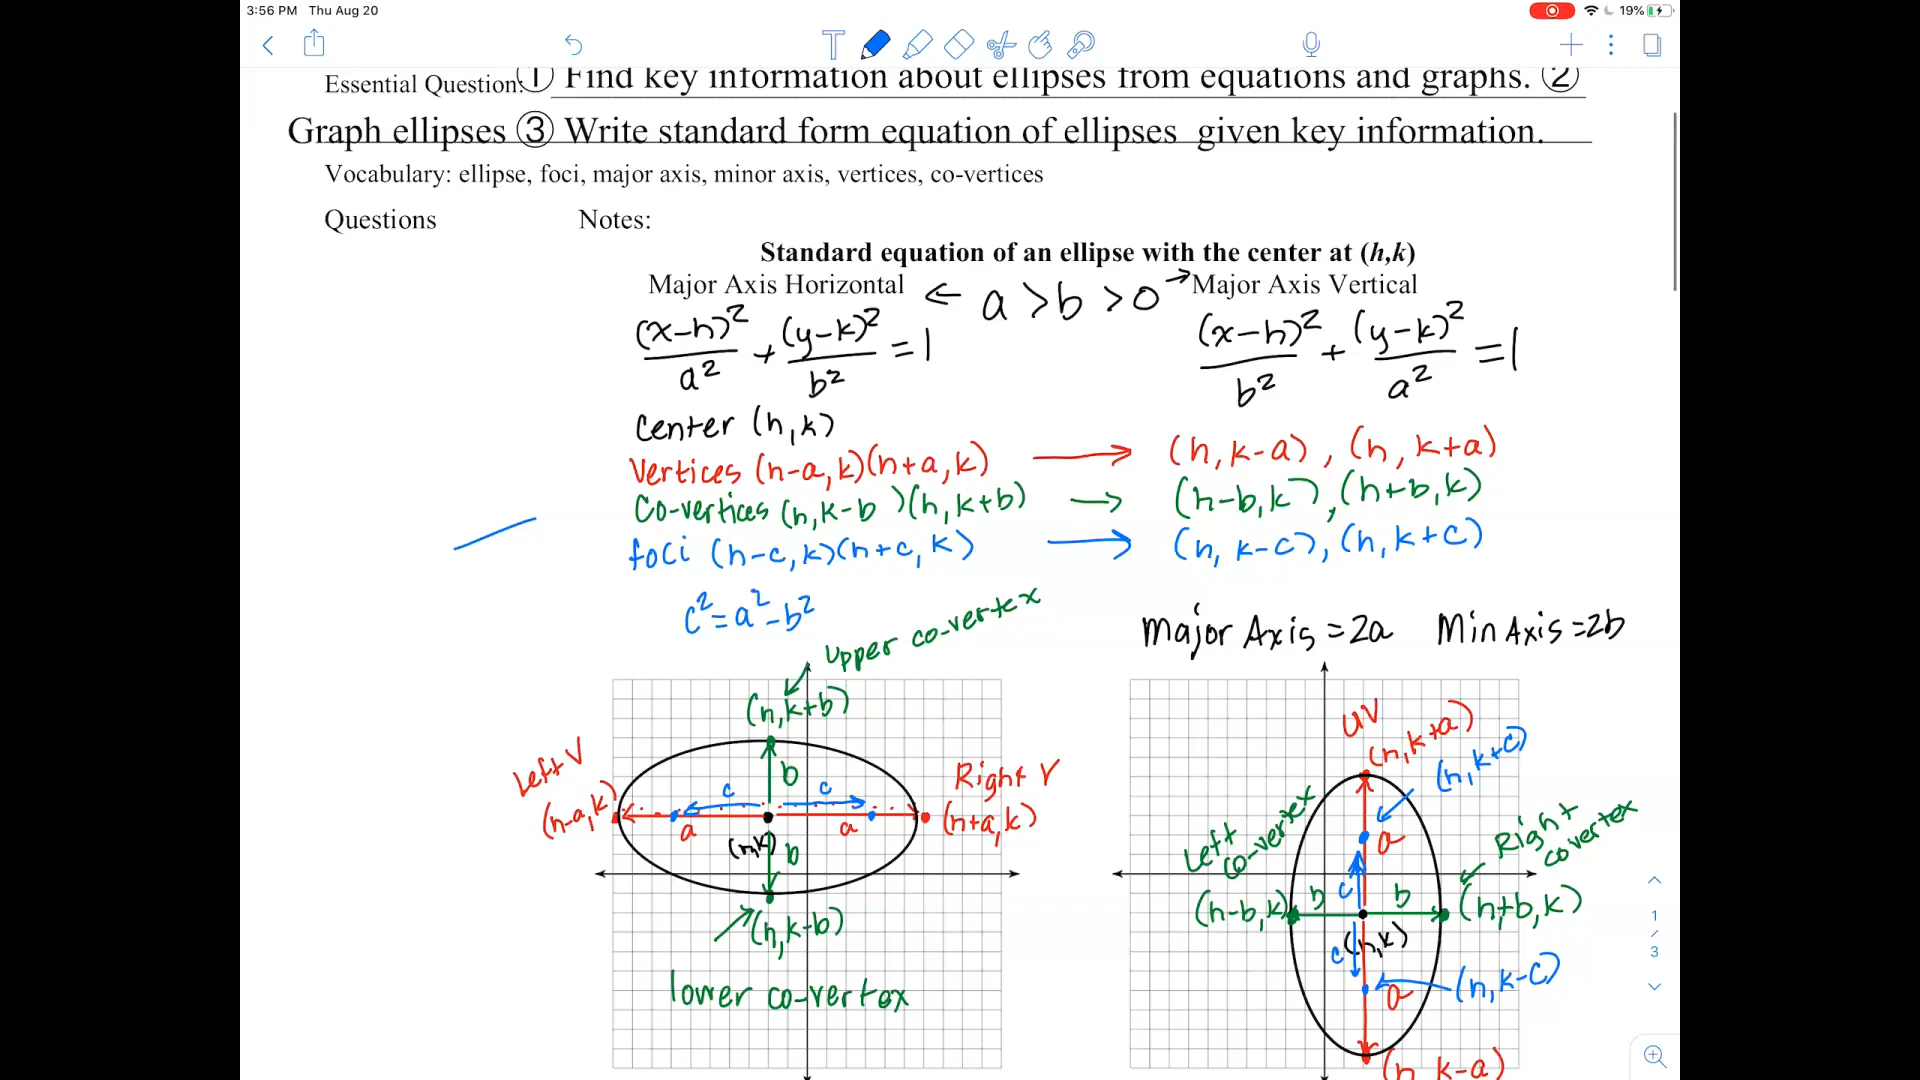 3:56 PM Thu Aug 20
19%
Essential Question: ① Find key information about ellipses from equations and graphs. ②
Graph ellipses ③ Write standard form equation of ellipses given key information.
Vocabulary: ellipse, foci, major axis, minor axis, vertices, co-vertices
Questions Notes:
Standard equation of an ellipse with the center at (h,k)
Major Axis Horizontal ← a > b > 0 → Major Axis Vertical
(x-h)²/a² + (y-k)²/b² = 1 (x-h)²/b² + (y-k)²/a² = 1
Center (h,k)
Vertices (h-a,k)(h+a,k) → (h,k-a), (h,k+a)
Co-vertices (h,k-b)(h,k+b) → (h-b,k), (h+b,k)
foci (h-c,k)(h+c,k) → (h,k-c), (h,k+c)
c² = a² - b²
Major Axis = 2a Min Axis = 2b
upper co-vertex
(h,k+b)
Left V
(h-a,k)
b
c c
a a
(h,k)
b
Right V
(h+a,k)
(h,k-b)
lower co-vertex
UV
(h,k+a)
(h,k+c)
Left co-vertex
Right covertex
a
c
(h-b,k) b b (h+b,k)
(h,k)
c
a
(h,k-c)
(h,k-a)
1
/
3